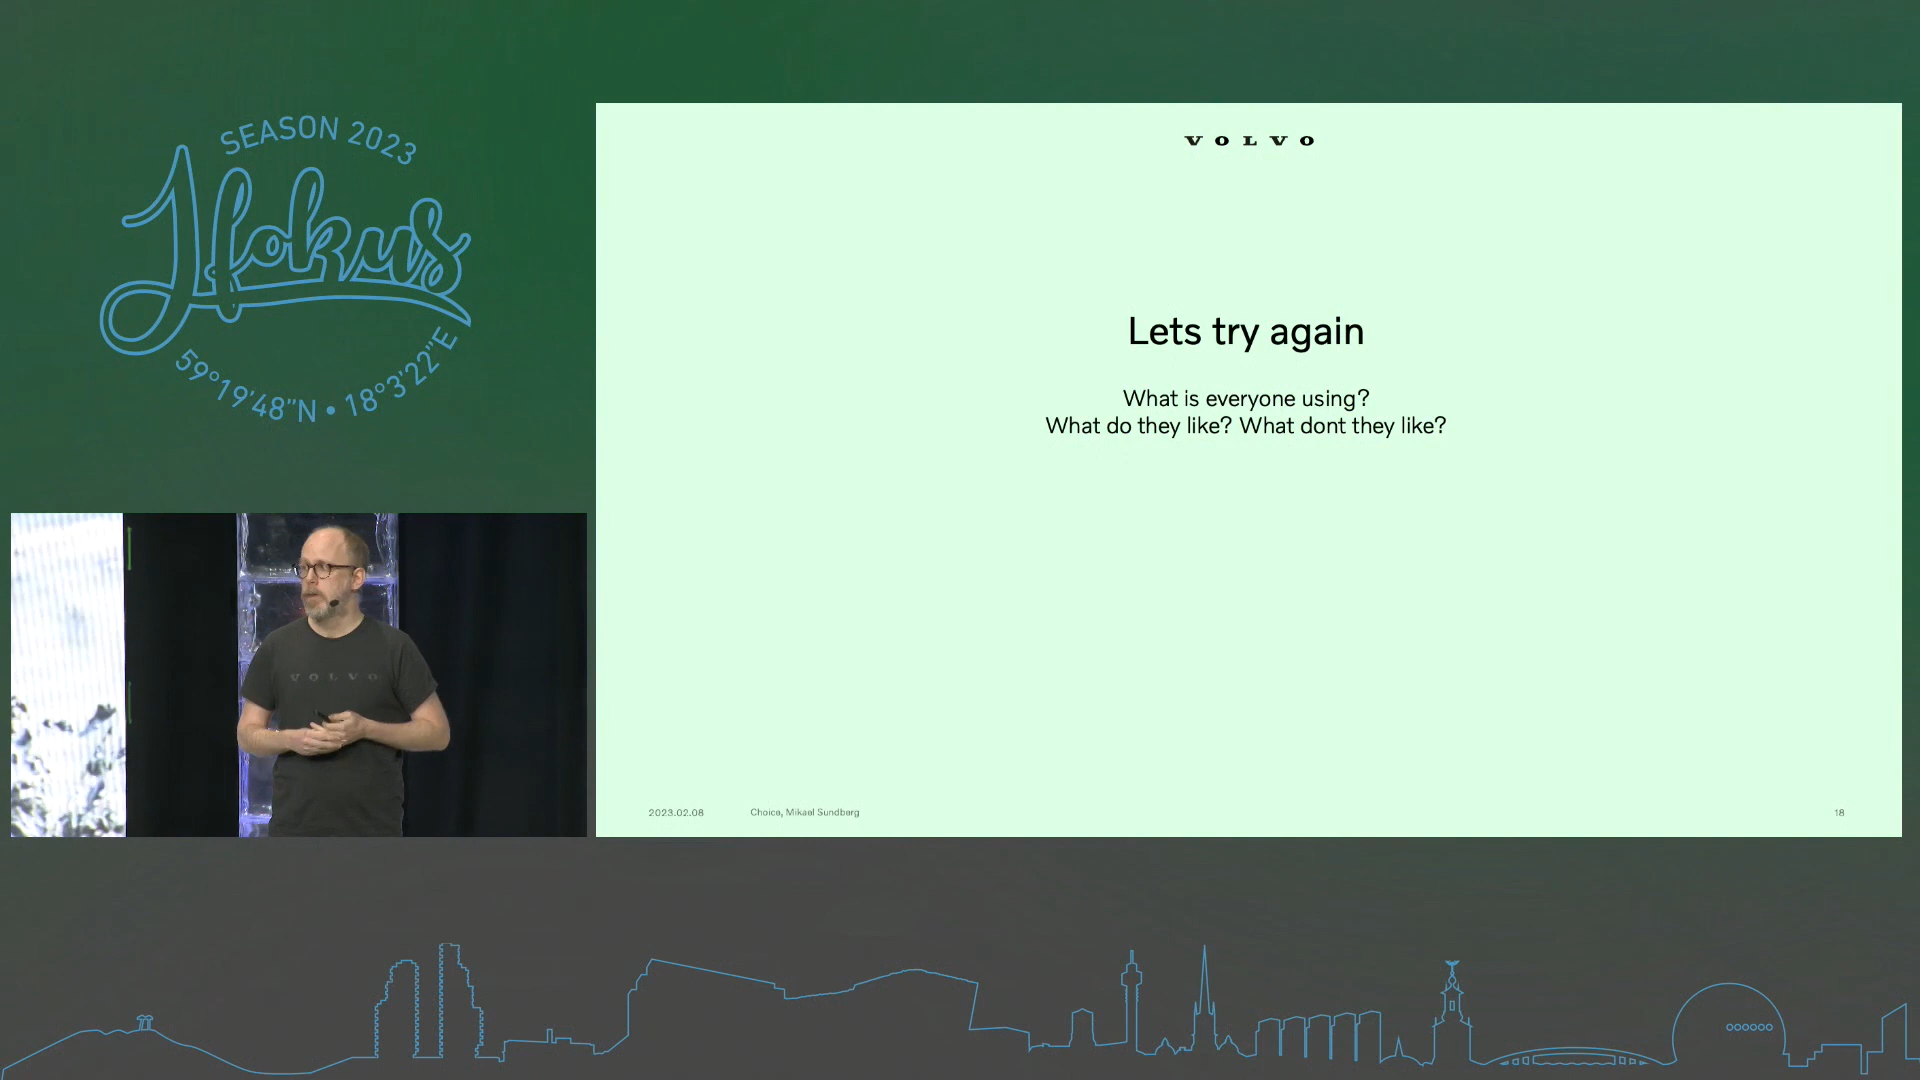 SEASON 2023
Jfokus
59°19'48"N • 18°3'22"E
VOLVO
Lets try again
What is everyone using?
What do they like? What dont they like?
VOLVO
2023.02.08
Choice, Mikael Sundberg
18